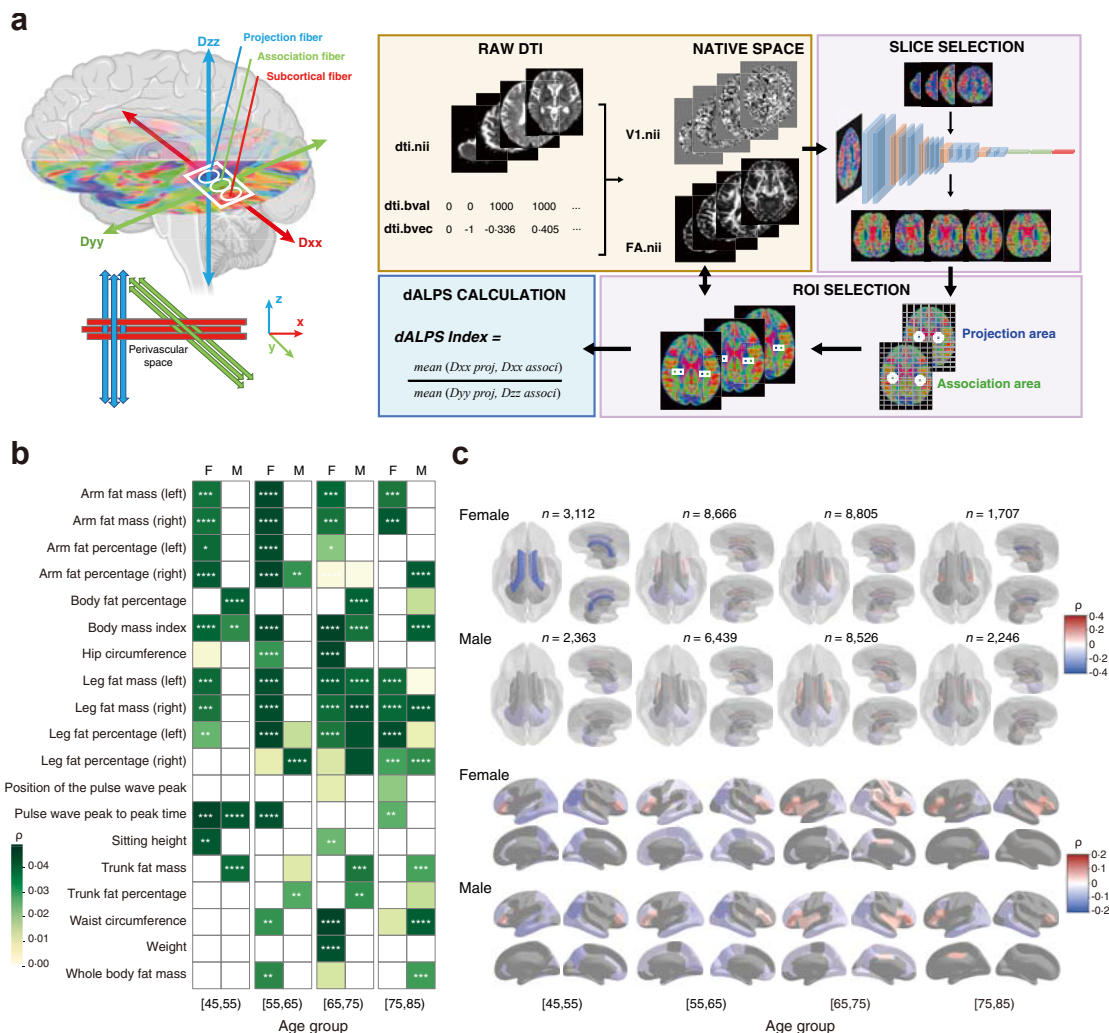 a
Dzz
Projection fiber
Association fiber
Subcortical fiber
Dyy
Dxx
Perivascular
space
z
x
y
RAW DTI
dti.nii
dti.bval 0 0 1000 1000 ...
dti.bvec 0 -1 -0·336 0·405 ...
NATIVE SPACE
V1.nii
FA.nii
SLICE SELECTION
ROI SELECTION
Projection area
Association area
dALPS CALCULATION
dALPS Index =
mean (Dxx proj, Dxx associ)
mean (Dyy proj, Dzz associ)
b
F M F M F M F M
Arm fat mass (left) *** **** *** ***
Arm fat mass (right) **** **** *** ***
Arm fat percentage (left) * **** *
Arm fat percentage (right) **** **** ** **** ****
Body fat percentage **** ****
Body mass index **** ** **** **** **** ****
Hip circumference **** ****
Leg fat mass (left) *** **** **** **** ****
Leg fat mass (right) *** **** **** **** **** ****
Leg fat percentage (left) ** **** **** ****
Leg fat percentage (right) **** *** ****
Position of the pulse wave peak
Pulse wave peak to peak time *** **** **** **
Sitting height ** **
Trunk fat mass **** *** ***
Trunk fat percentage ** **
Waist circumference ** **** ****
Weight ****
Whole body fat mass ** ***
ρ
0·04
0·03
0·02
0·01
0·00
[45,55) [55,65) [65,75) [75,85)
Age group
c
Female n = 3,112 n = 8,666 n = 8,805 n = 1,707
Male n = 2,363 n = 6,439 n = 8,526 n = 2,246
ρ
0·4
0·2
0
-0·2
-0·4
Female
Male
ρ
0·2
0·1
0
-0·1
-0·2
[45,55) [55,65) [65,75) [75,85)
Age group